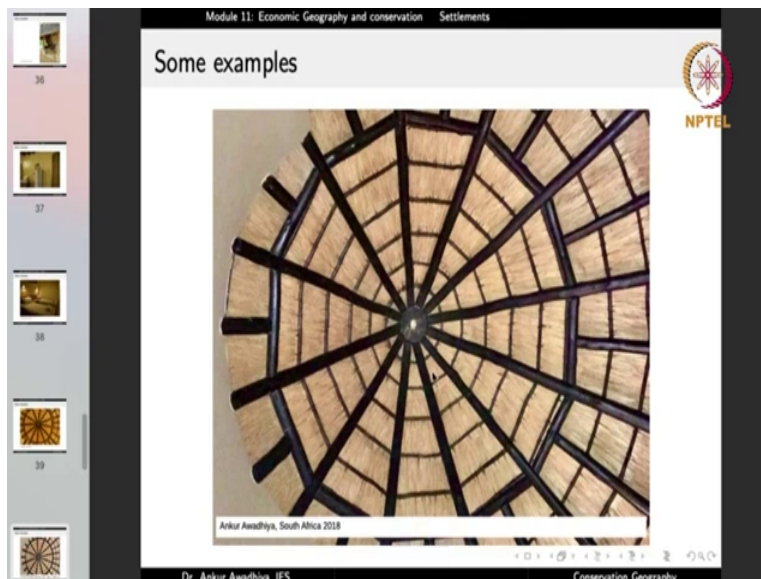 Module 11: Economic Geography and conservation Settlements
Some examples
NPTEL
36
37
38
39
Ankur Awadhiya, South Africa 2018
Dr. Ankur Awadhiya, IFS Conservation Geography